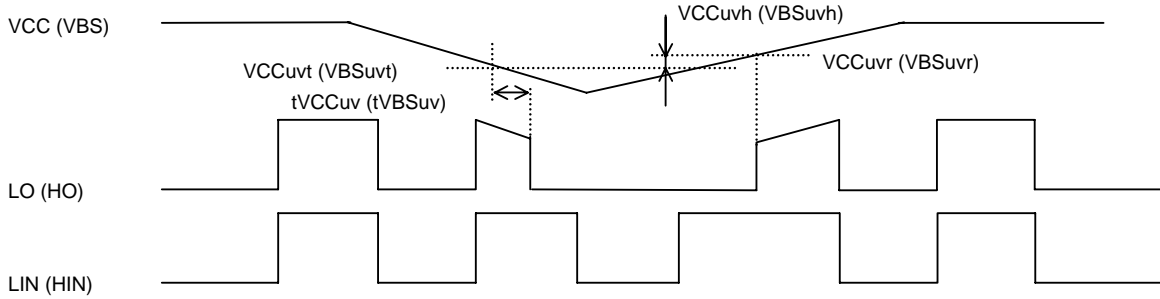 VCCuvh (VBSuvh)
VCC (VBS)
VCCuvr (VBSuvr)
VCCuvt (VBSuvt)
tVCCuv (tVBSuv)
LO (HO)
LIN (HIN)